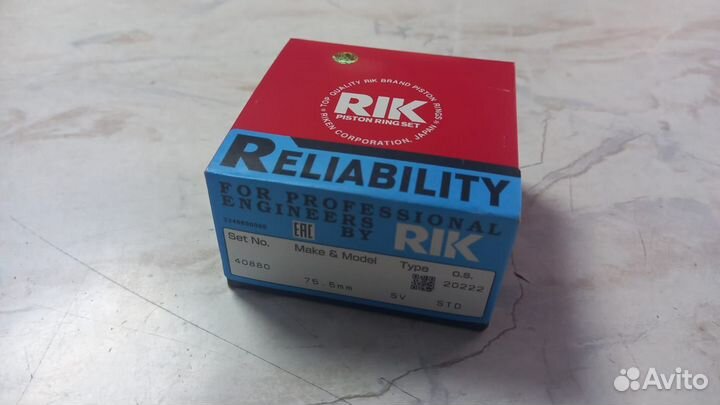 TOP QUALITY RIK BRAND PISTON RINGS
RIK
PISTON RING SET
RIKEN CORPORATION, JAPAN
RELIABILITY
FOR PROFESSIONAL
ENGINEERS
BY RIK
EAC
Set No. Make & Model Type O.S.
40880 20222
75.5mm 5V STD
Avito